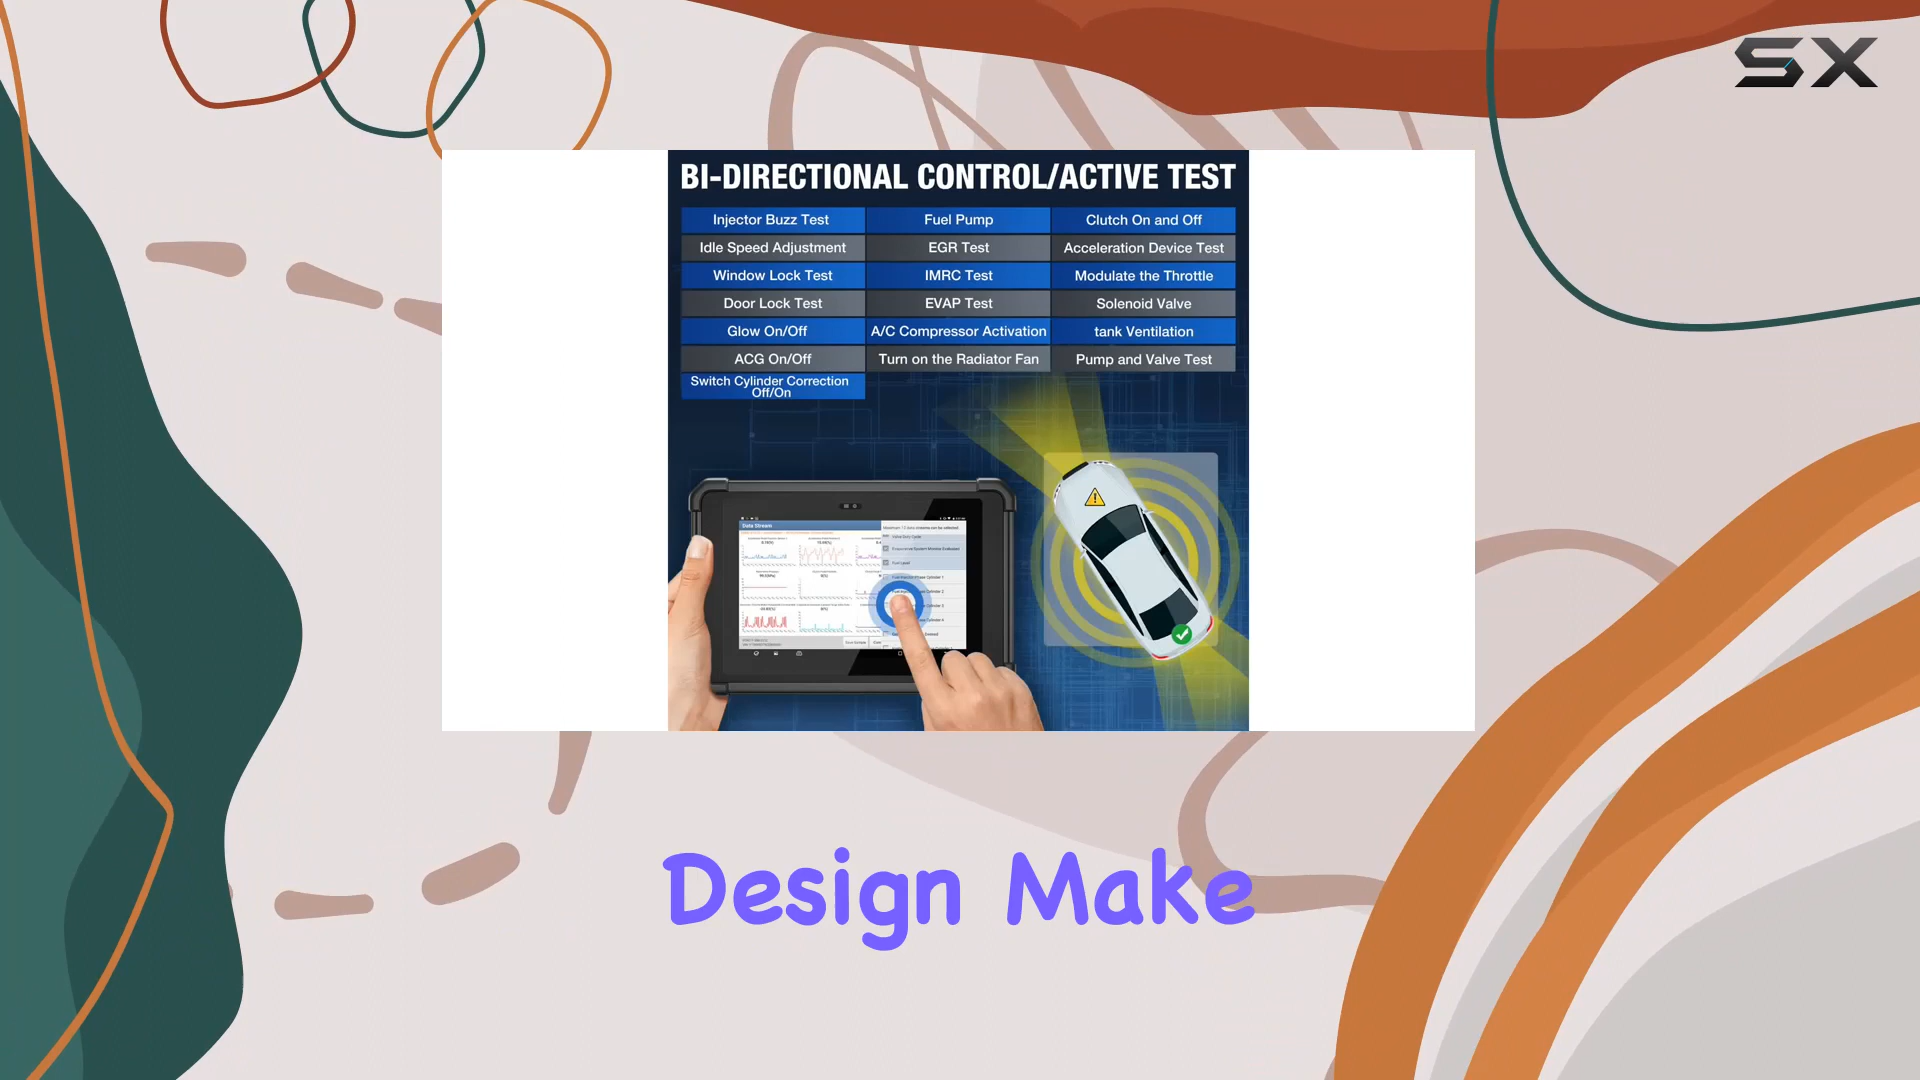 SX
BI-DIRECTIONAL CONTROL/ACTIVE TEST
Injector Buzz Test
Fuel Pump
Clutch On and Off
Idle Speed Adjustment
EGR Test
Acceleration Device Test
Window Lock Test
IMRC Test
Modulate the Throttle
Door Lock Test
EVAP Test
Solenoid Valve
Glow On/Off
A/C Compressor Activation
tank Ventilation
ACG On/Off
Turn on the Radiator Fan
Pump and Valve Test
Switch Cylinder Correction
Off/On
Data Stream
Design Make